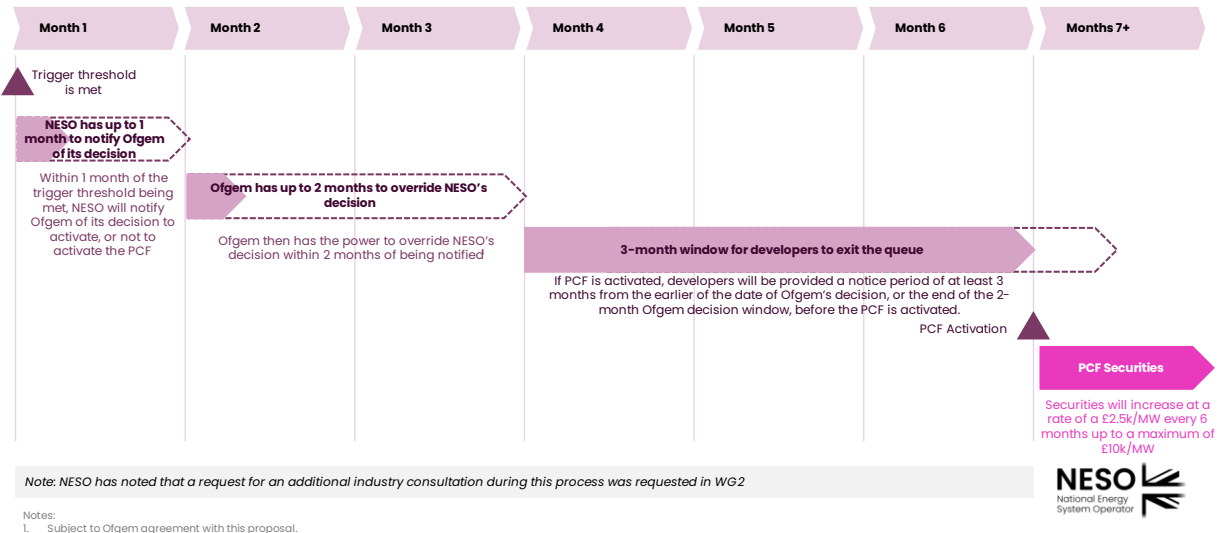 Month 1
Month 2
Month 3
Month 4
Month 5
Month 6
Months 7+
Trigger threshold
is met
NESO has up to 1
month to notify Ofgem
of its decision
Within 1 month of the
trigger threshold being
met, NESO will notify
Ofgem of its decision to
activate, or not to
activate the PCF
Ofgem has up to 2 months to override NESO's
decision
Ofgem then has the power to override NESO's
decision within 2 months of being notified¹
3-month window for developers to exit the queue
If PCF is activated, developers will be provided a notice period of at least 3
months from the earlier of the date of Ofgem's decision, or the end of the 2-
month Ofgem decision window, before the PCF is activated.
PCF Activation
PCF Securities
Securities will increase at a
rate of a £2.5k/MW every 6
months up to a maximum of
£10k/MW
Note: NESO has noted that a request for an additional industry consultation during this process was requested in WG2
NESO
National Energy
System Operator
Notes:
1. Subject to Ofgem agreement with this proposal.